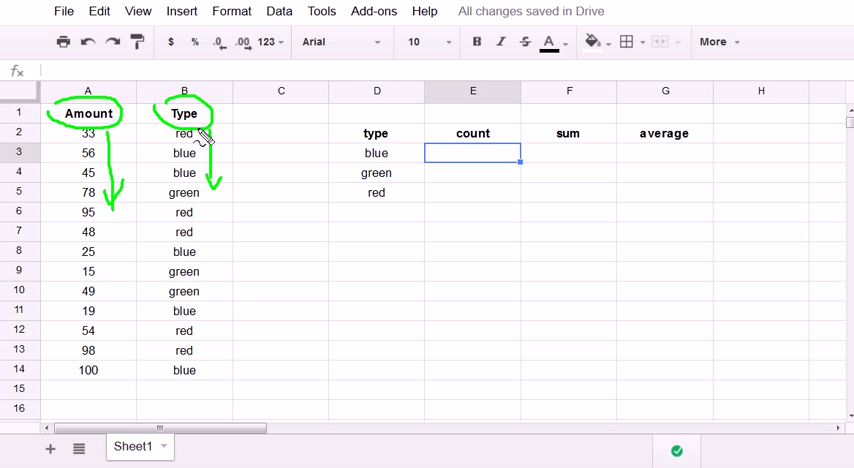 File Edit View Insert Format Data Tools Add-ons Help All changes saved in Drive
$ % .0 .00 123 Arial 10 B I S A More
fx
A B C D E F G H
1 Amount Type
2 33 red type count sum average
3 56 blue blue
4 45 blue green
5 78 green red
6 95 red
7 48 red
8 25 blue
9 15 green
10 49 green
11 19 blue
12 54 red
13 98 red
14 100 blue
15
16
Sheet1